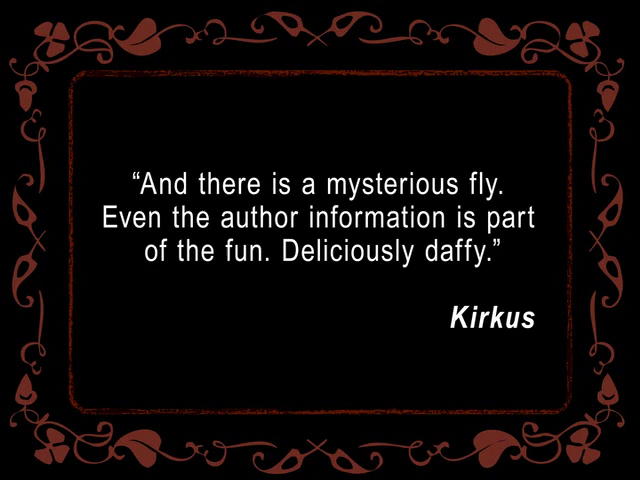 “And there is a mysterious fly.
Even the author information is part
of the fun. Deliciously daffy.”
Kirkus